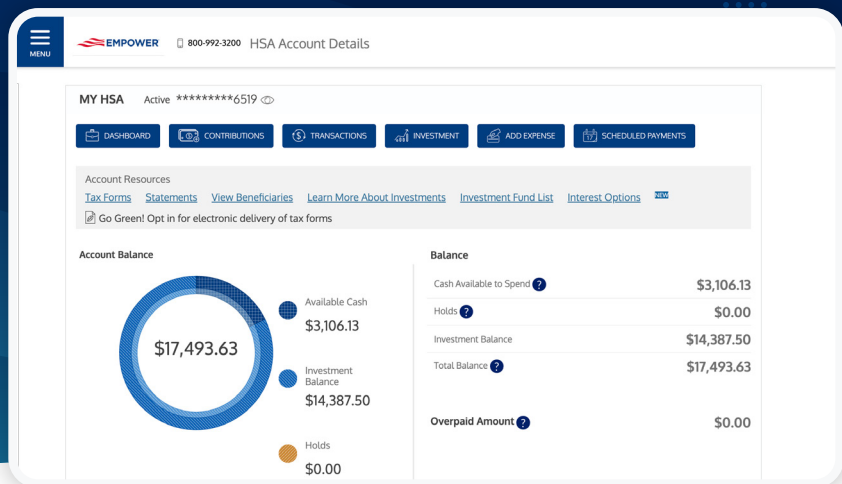 MENU
EMPOWER
800-992-3200 HSA Account Details
MY HSA Active *********6519
DASHBOARD
CONTRIBUTIONS
TRANSACTIONS
INVESTMENT
ADD EXPENSE
SCHEDULED PAYMENTS
Account Resources
Tax Forms Statements View Beneficiaries Learn More About Investments Investment Fund List Interest Options NEW
Go Green! Opt in for electronic delivery of tax forms
Account Balance
$17,493.63
Available Cash
$3,106.13
Investment
Balance
$14,387.50
Holds
$0.00
Balance
Cash Available to Spend ? $3,106.13
Holds ? $0.00
Investment Balance $14,387.50
Total Balance ? $17,493.63
Overpaid Amount ? $0.00